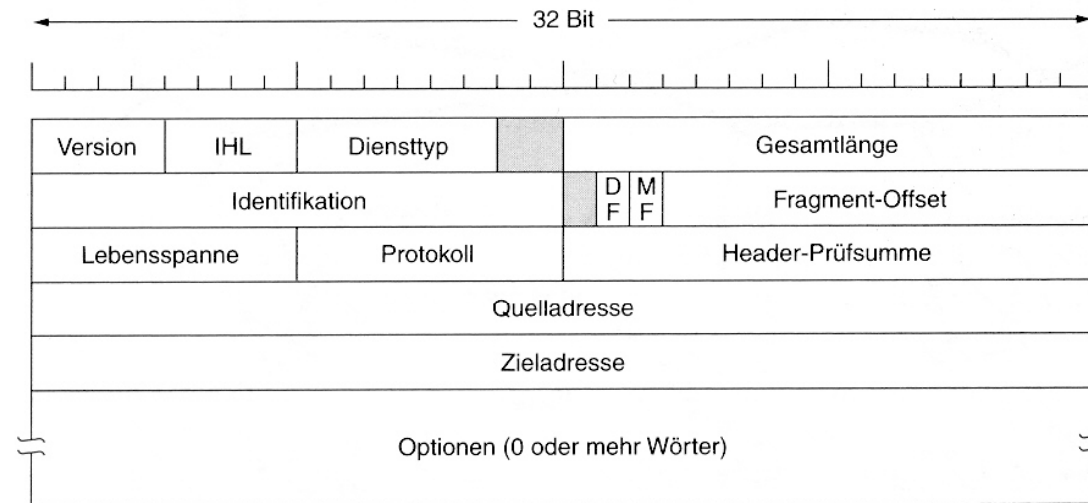 32 Bit
Version IHL Diensttyp Gesamtlänge
Identifikation D F M F Fragment-Offset
Lebensspanne Protokoll Header-Prüfsumme
Quelladresse
Zieladresse
Optionen (0 oder mehr Wörter)